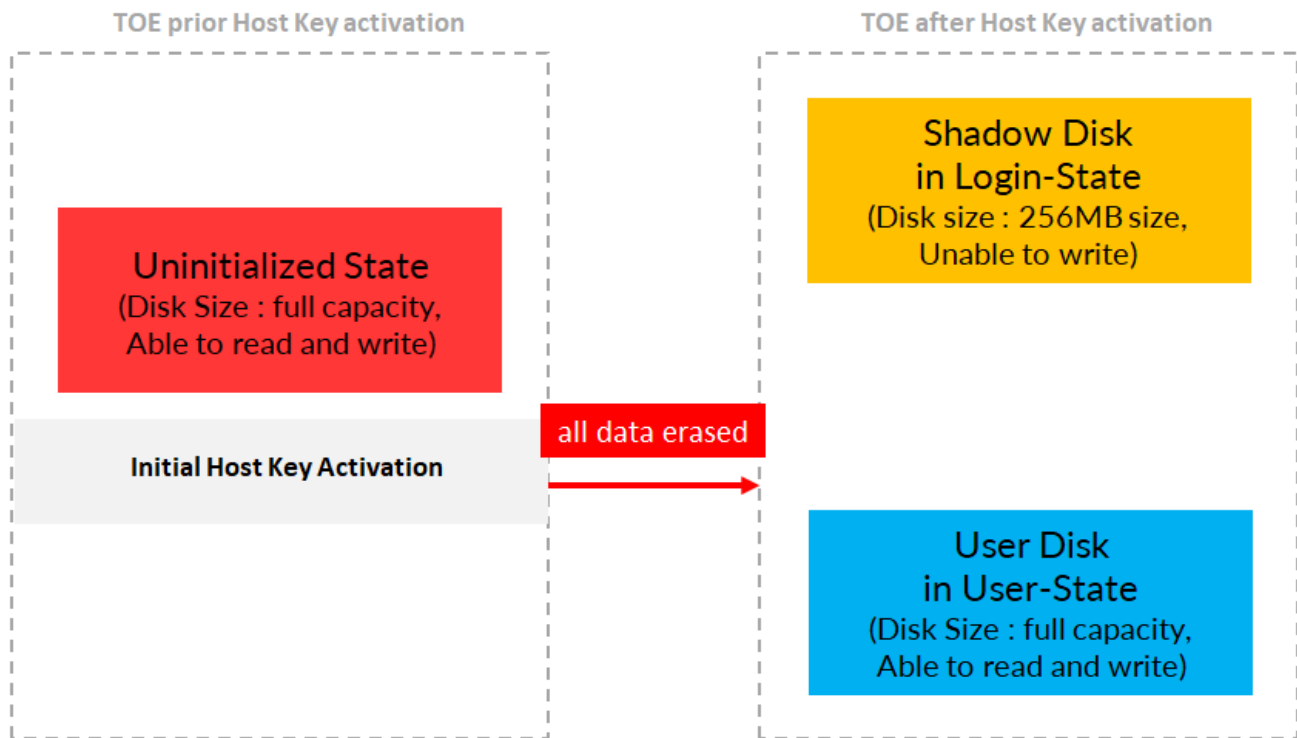 TOE prior Host Key activation
Uninitialized State
(Disk Size : full capacity,
Able to read and write)
Initial Host Key Activation
all data erased
TOE after Host Key activation
Shadow Disk
in Login-State
(Disk size : 256MB size,
Unable to write)
User Disk
in User-State
(Disk Size : full capacity,
Able to read and write)